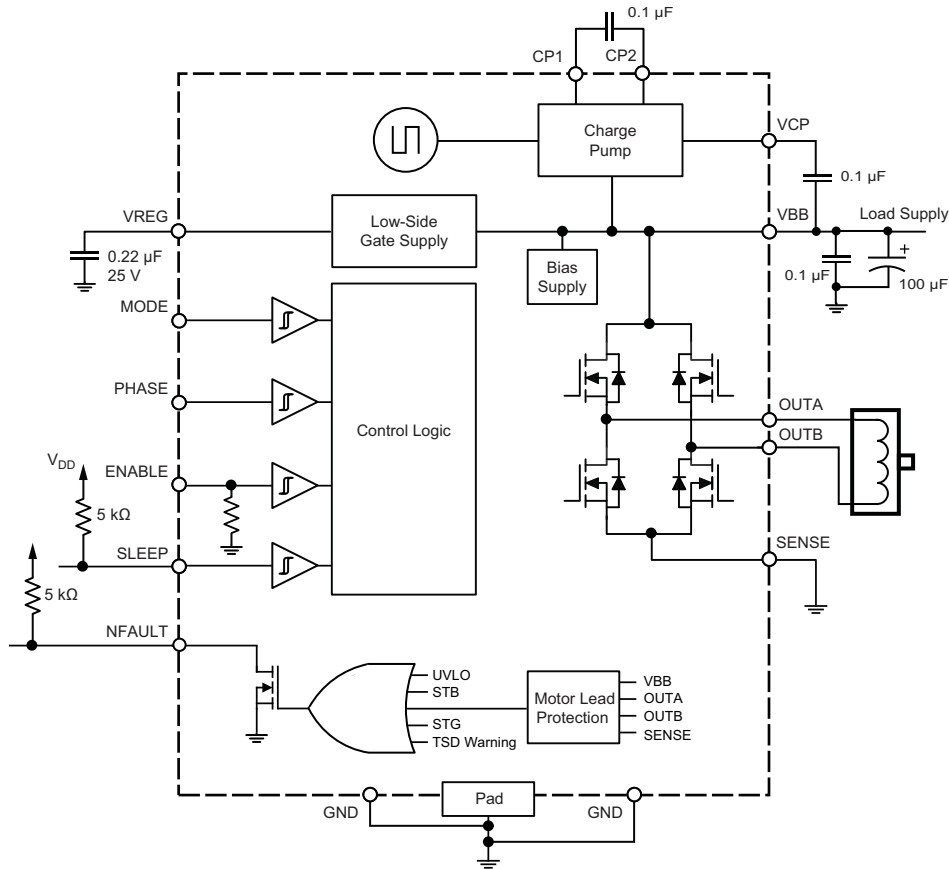 0.1 µF
CP1
CP2
Charge
Pump
VCP
0.1 µF
VREG
Low-Side
Gate Supply
VBB
Load Supply
0.22 µF
25 V
Bias
Supply
0.1 µF
+
100 µF
MODE
PHASE
Control Logic
OUTA
OUTB
VDD
ENABLE
5 kΩ
SLEEP
SENSE
5 kΩ
NFAULT
UVLO
STB
STG
TSD Warning
Motor Lead
Protection
VBB
OUTA
OUTB
SENSE
GND
Pad
GND